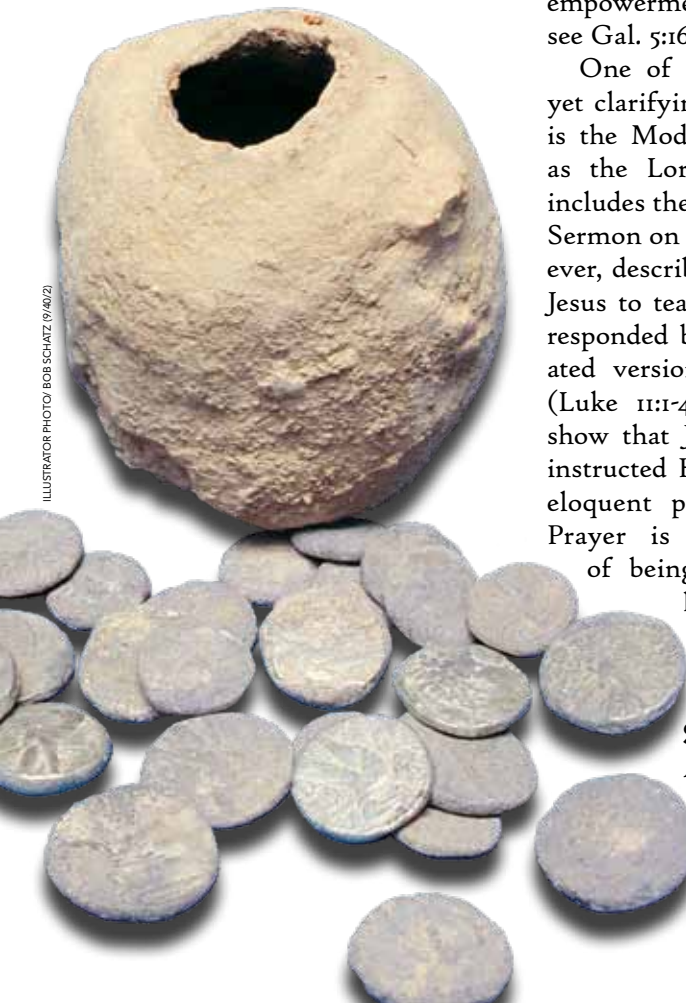 empowerme
see Gal. 5:16
One of
yet clarifyin
is the Mod
as the Lor
includes the
Sermon on
ever, describ
Jesus to tea
responded b
ated versio
(Luke 11:1-4
show that J
instructed H
eloquent p
Prayer is
of being
ILLUSTRATOR PHOTO/ BOB SCHATZ (9/40/2)